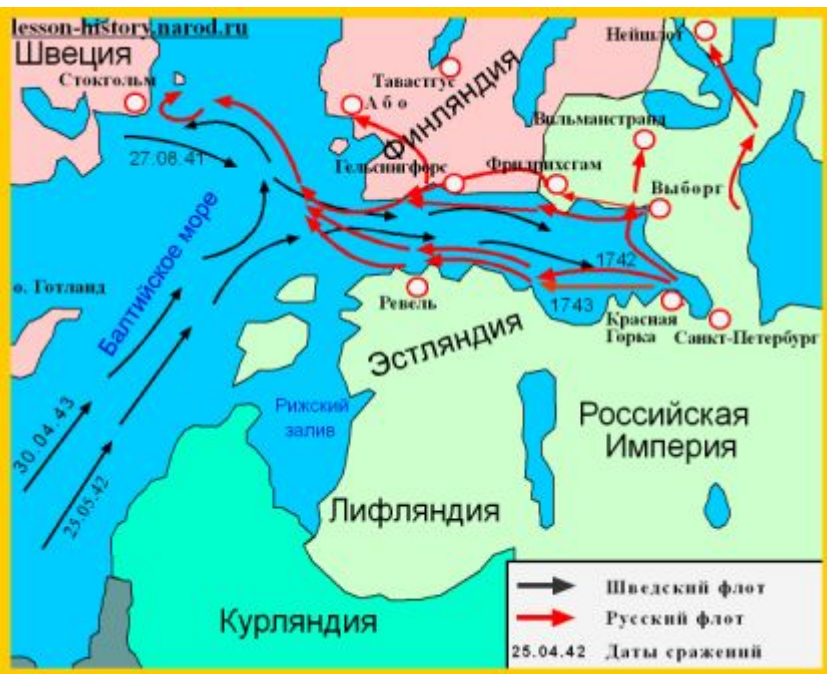 lesson-history.narod.ru
Швеция
Стокгольм
Нейшлот
Тавастгус
Або
Финляндия
Вильманстранд
27.08.41
Гельсингфорс
Фридрихсгам
Выборг
Балтийское море
1742
о. Готланд
Ревель
1743
Красная
Горка
Санкт-Петербург
Эстляндия
Рижский
залив
Российская
Империя
30.04.43
25.05.42
Лифляндия
Курляндия
Шведский флот
Русский флот
25.04.42 Даты сражений